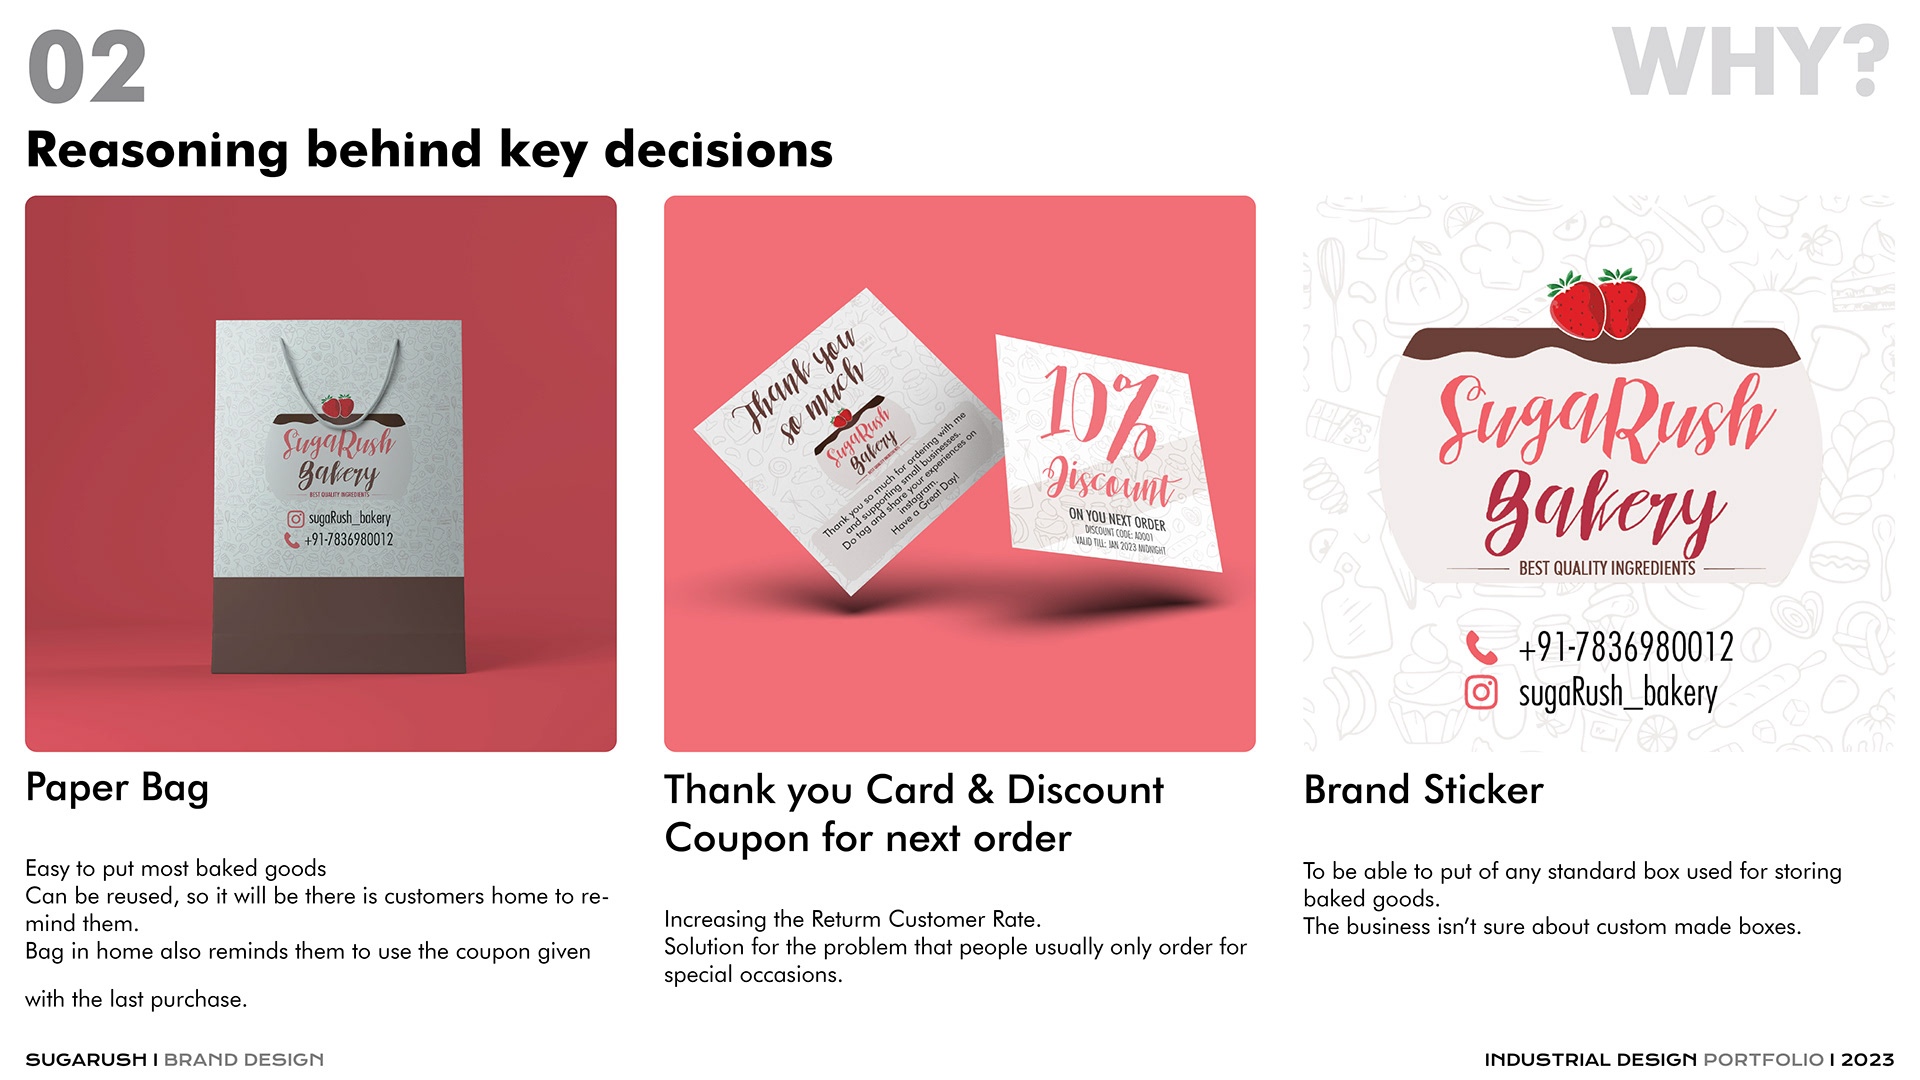 02
WHY?
Reasoning behind key decisions
SugaRush
Bakery
BEST QUALITY INGREDIENTS
sugaRush_bakery
+91-7836980012
Thank you
so much
SugaRush
Bakery
BEST QUALITY INGREDIENTS
Thank you so much for ordering with me
and supporting small businesses.
Do tag and share your experiences on
instagram.
Have a Great Day!
10%
Discount
ON YOU NEXT ORDER
DISCOUNT CODE: A0001
VALID TILL: JAN 2023 MIDNIGHT
SugaRush
Bakery
BEST QUALITY INGREDIENTS
+91-7836980012
sugaRush_bakery
Paper Bag
Easy to put most baked goods
Can be reused, so it will be there is customers home to re-
mind them.
Bag in home also reminds them to use the coupon given
with the last purchase.
Thank you Card & Discount
Coupon for next order
Increasing the Returm Customer Rate.
Solution for the problem that people usually only order for
special occasions.
Brand Sticker
To be able to put of any standard box used for storing
baked goods.
The business isn’t sure about custom made boxes.
SUGARUSH I BRAND DESIGN
INDUSTRIAL DESIGN PORTFOLIO I 2023